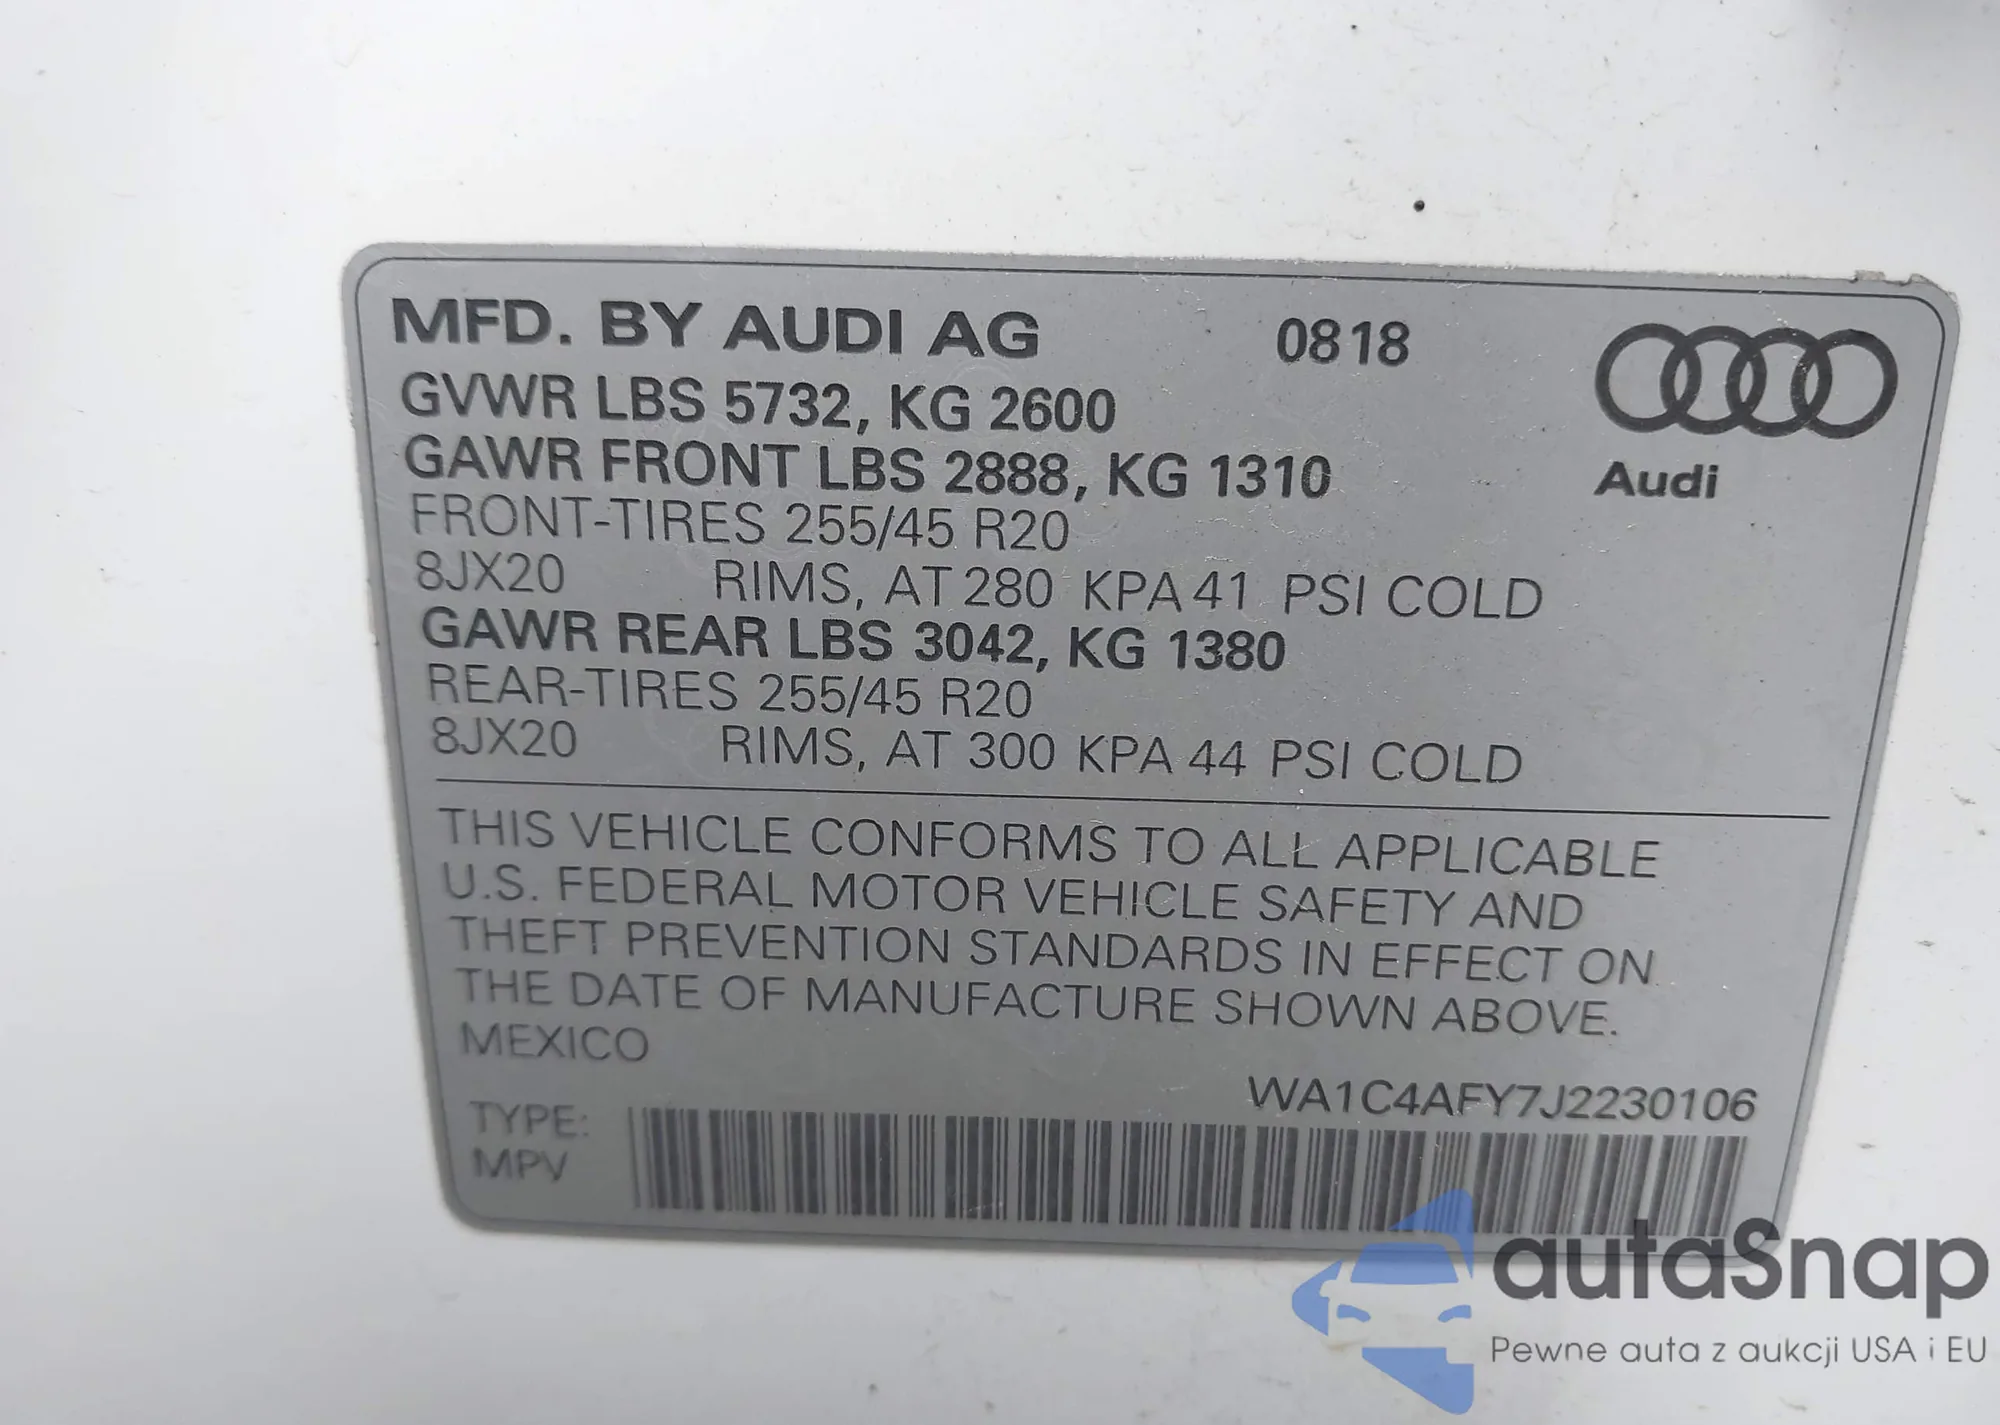 MFD. BY AUDI AG 0818
GVWR LBS 5732, KG 2600
GAWR FRONT LBS 2888, KG 1310
Audi
FRONT-TIRES 255/45 R20
8JX20 RIMS, AT 280 KPA 41 PSI COLD
GAWR REAR LBS 3042, KG 1380
REAR-TIRES 255/45 R20
8JX20 RIMS, AT 300 KPA 44 PSI COLD
THIS VEHICLE CONFORMS TO ALL APPLICABLE
U.S. FEDERAL MOTOR VEHICLE SAFETY AND
THEFT PREVENTION STANDARDS IN EFFECT ON
THE DATE OF MANUFACTURE SHOWN ABOVE.
MEXICO
WA1C4AFY7J2230106
TYPE:
MPV
autaSnap
Pewne auta z aukcji USA i EU